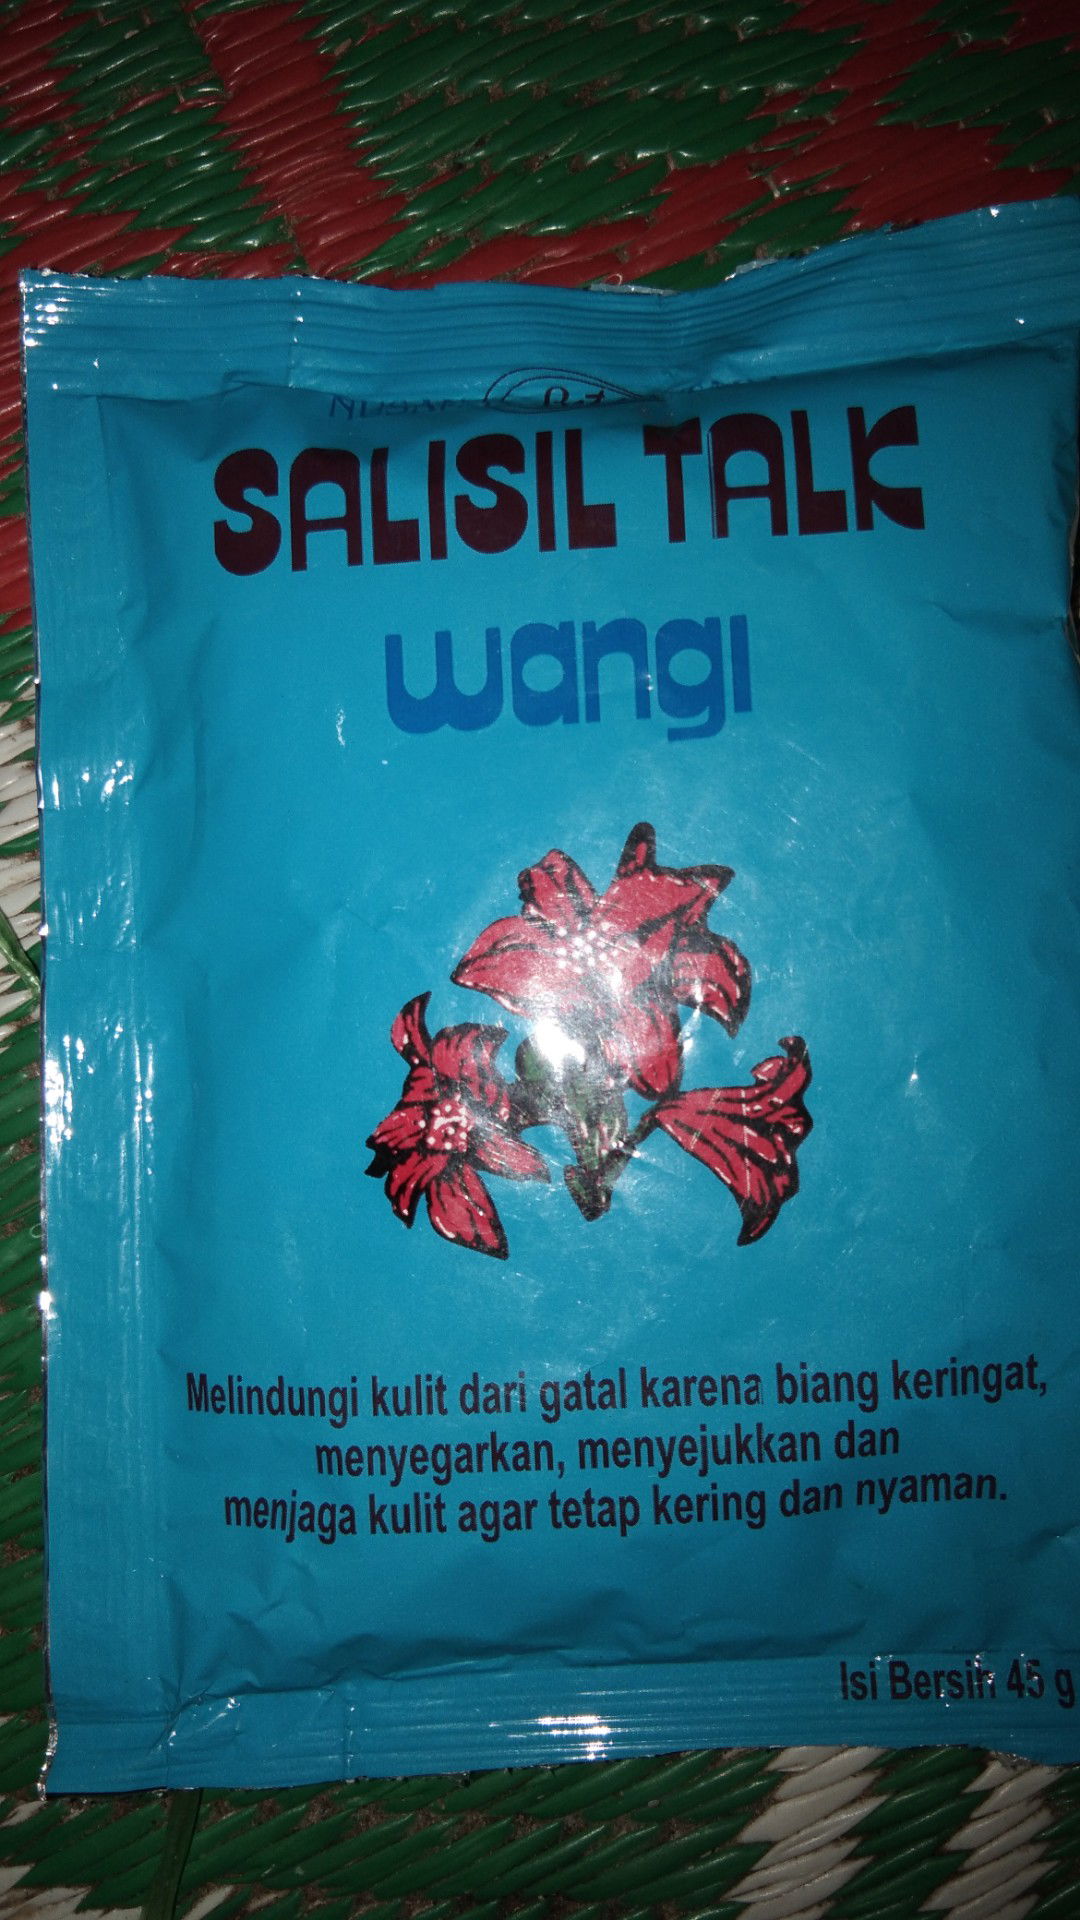 SALISIL TALK
wangi
Melindungi kulit dari gatal karena biang keringat,
menyegarkan, menyejukkan dan
menjaga kulit agar tetap kering dan nyaman.
Isi Bersih 45 g